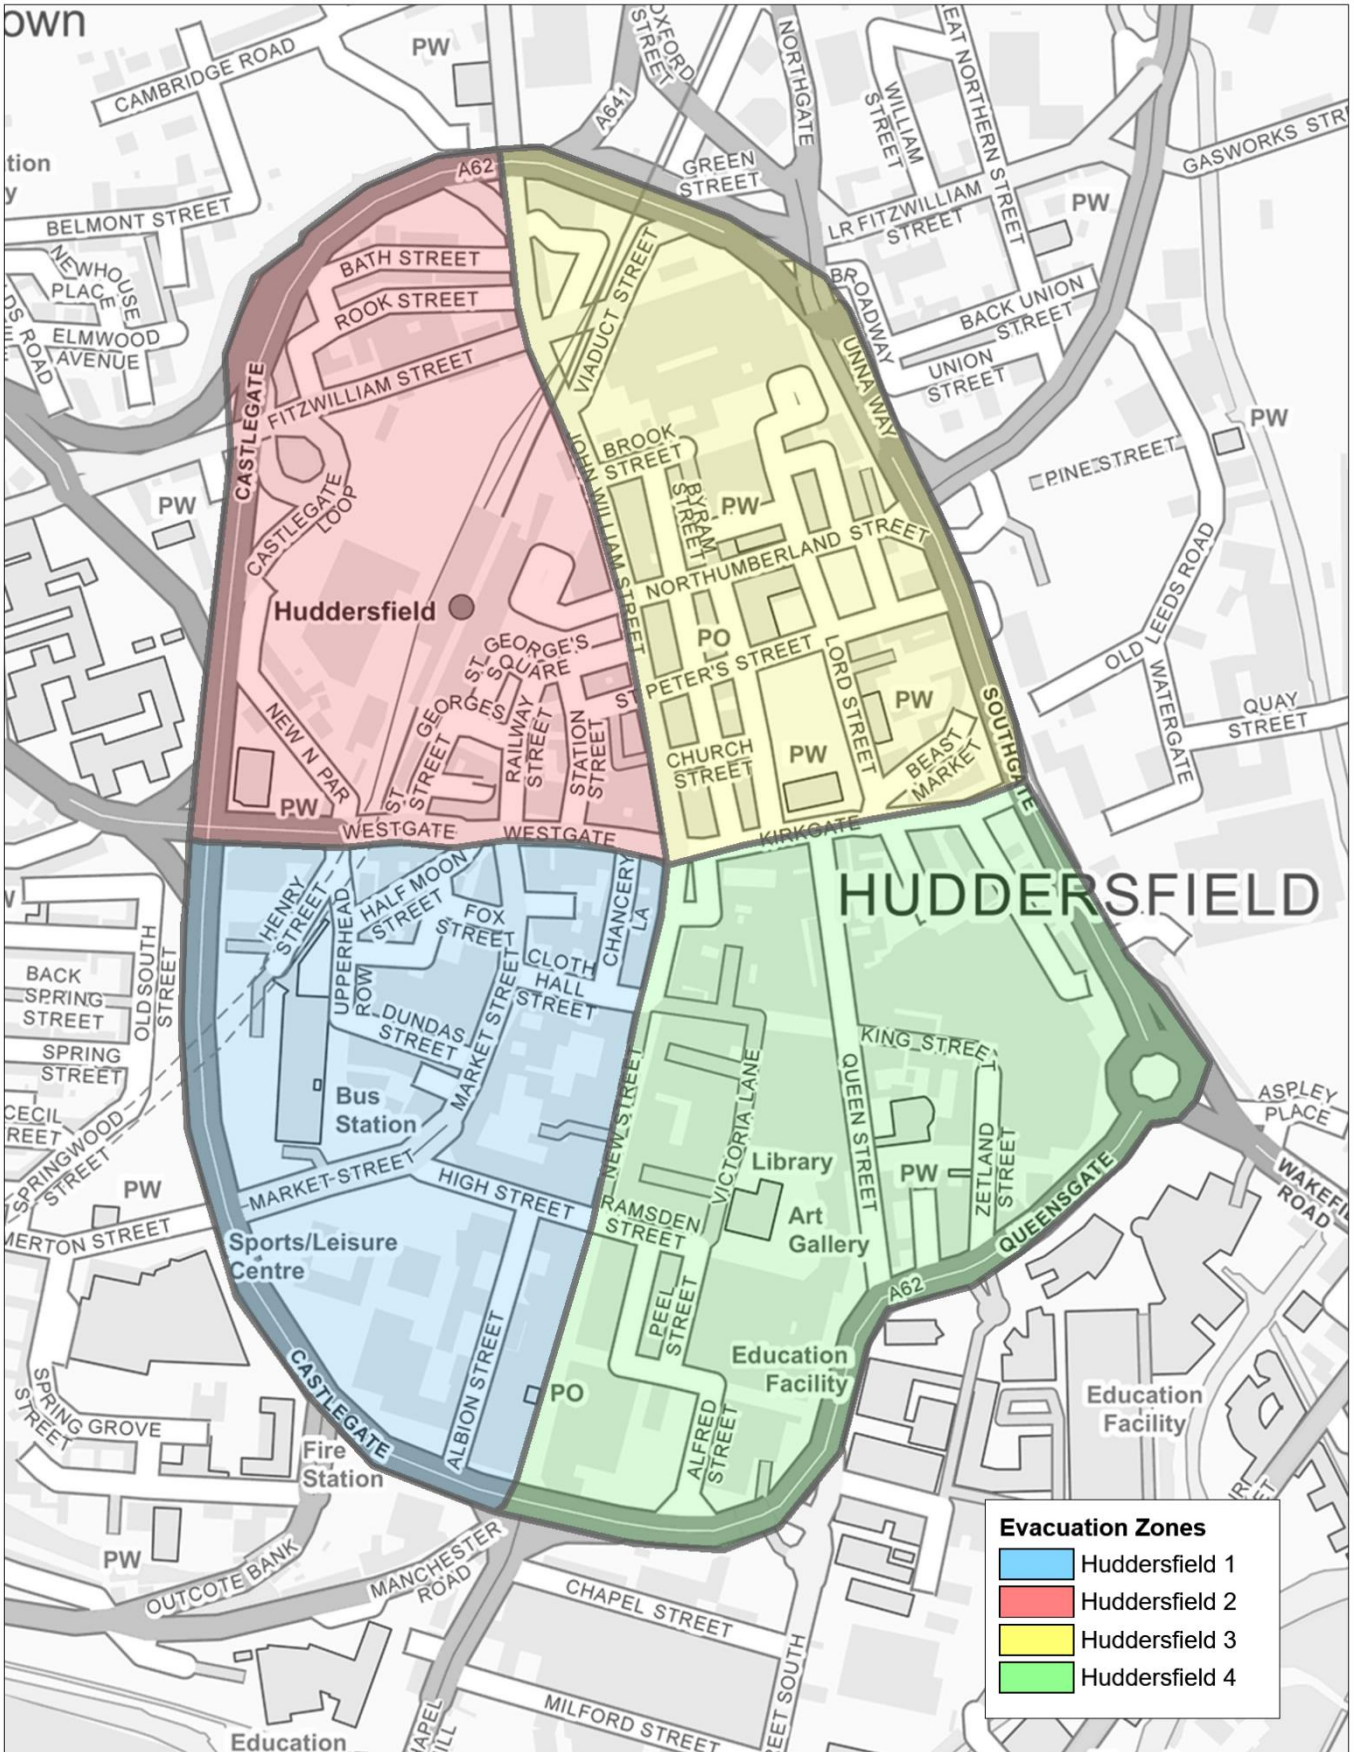 own
CAMBRIDGE ROAD
PW
OXFORD
STREET
NORTHGATE
A641
WILLIAM
STREET
EAT NORTHERN STREET
GASWORKS STR
tion
y
A62
GREEN
STREET
BELMONT STREET
LR FITZWILLIAM
STREET
PW
NEWHOUSE
PLACE
ELMWOOD
AVENUE
DS ROAD
BATH STREET
ROOK STREET
FITZWILLIAM STREET
VIADUCT STREET
BROADWAY
BACK UNION
STREET
UNION
STREET
UNNA WAY
CASTLEGATE
JOHN WILLIAM STREET
BROOK
STREET
BYRAM
STREET
PW
PW
PINE STREET
PW
CASTLEGATE
LOOP
NORTHUMBERLAND STREET
Huddersfield
ST GEORGE'S
SQUARE
PO
ST PETER'S STREET
LORD STREET
OLD LEEDS ROAD
WATERGATE
QUAY
STREET
NEW N PAR
ST GEORGES
STREET
RAILWAY
STREET
STATION
STREET
CHURCH
STREET
PW
PW
BEAST
MARKET
SOUTHGATE
PW
WESTGATE
WESTGATE
KIRKGATE
HUDDERSFIELD
HENRY
STREET
UPPERHEAD
ROW
HALF MOON
STREET
FOX
STREET
CHANCERY
LA
CLOTH
HALL
STREET
OLD SOUTH
STREET
BACK
SPRING
STREET
SPRING
STREET
CECIL
REET
DUNDAS
STREET
MARKET STREET
Bus
Station
KING STREET
NEW STREET
VICTORIA LANE
QUEEN STREET
ASPLEY
PLACE
SPRINGWOOD
STREET
PW
MERTON STREET
MARKET STREET
HIGH STREET
RAMSDEN
STREET
Library
Art
Gallery
PW
ZETLAND
STREET
QUEENSGATE
WAKEFIE
ROAD
Sports/Leisure
Centre
A62
PEEL
STREET
CASTLEGATE
ALBION STREET
PO
Education
Facility
ALFRED
STREET
Education
Facility
SPRING GROVE
STREET
Fire
Station
PW
OUTCOTE BANK
MANCHESTER
ROAD
CHAPEL STREET
MILFORD STREET
REET SOUTH
HAPEL
ILL
Education
Evacuation Zones
Huddersfield 1
Huddersfield 2
Huddersfield 3
Huddersfield 4